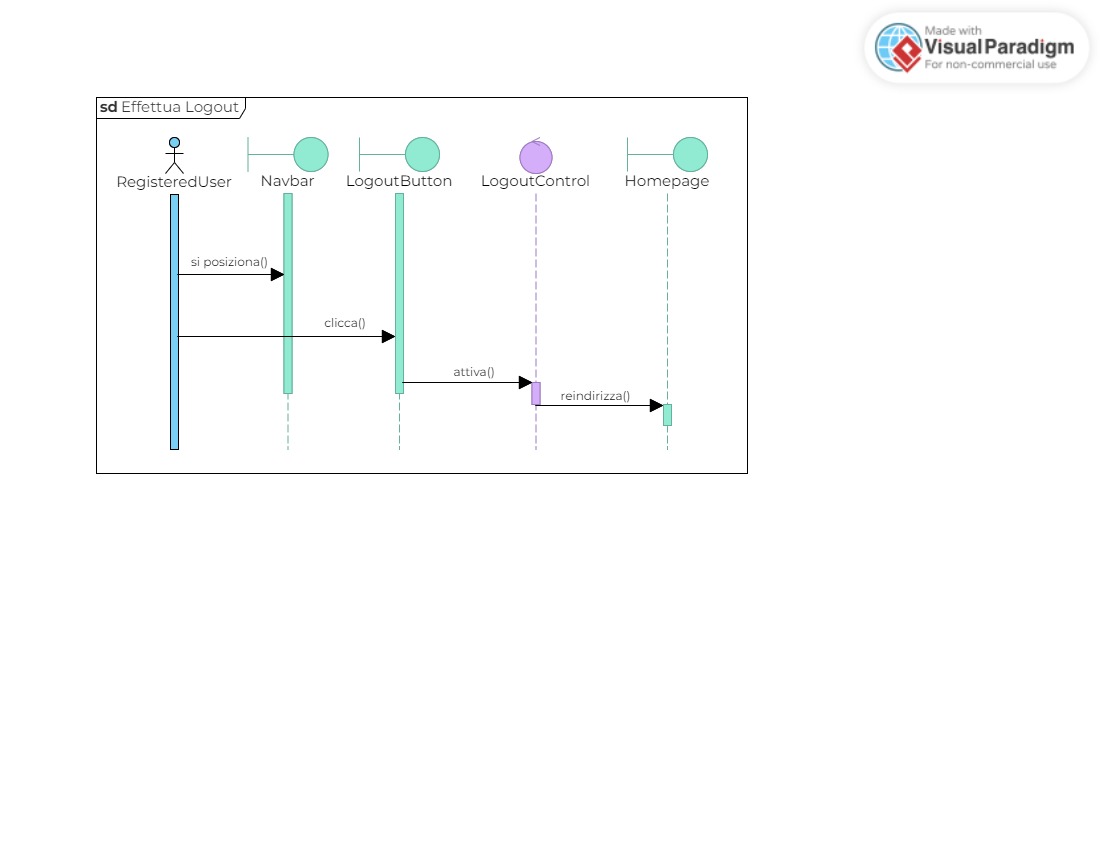 Made with
Visual Paradigm
For non-commercial use
sd Effettua Logout
RegisteredUser
Navbar
LogoutButton
LogoutControl
Homepage
si posiziona()
clicca()
attiva()
reindirizza()